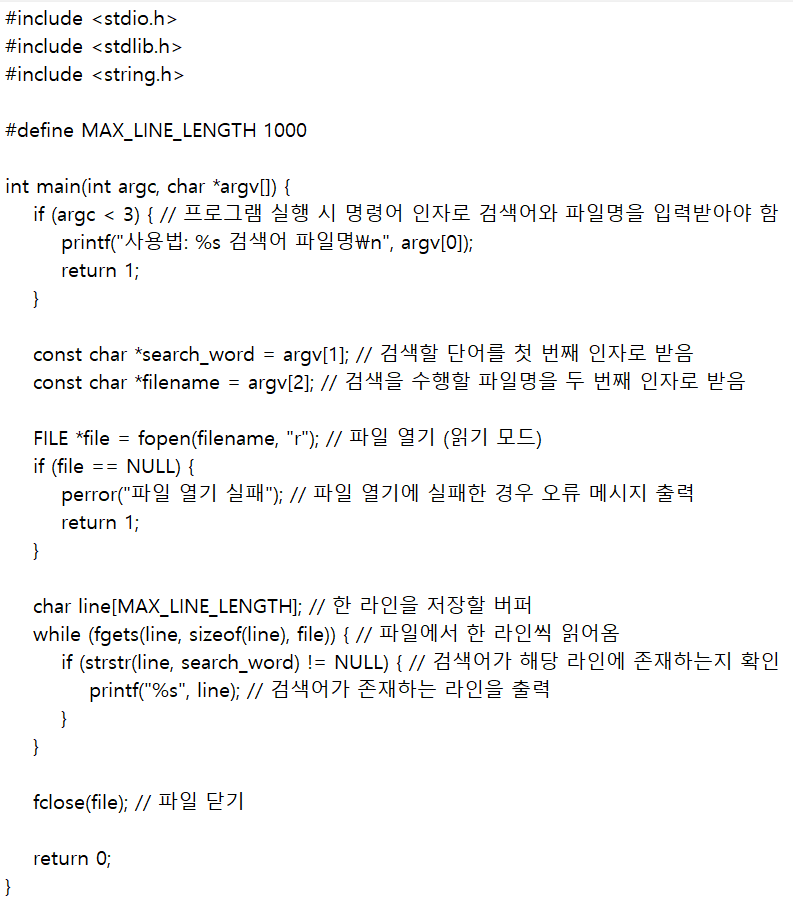 #include <stdio.h>
#include <stdlib.h>
#include <string.h>

#define MAX_LINE_LENGTH 1000

int main(int argc, char *argv[]) {
    if (argc < 3) { // 프로그램 실행 시 명령어 인자로 검색어와 파일명을 입력받아야 함
        printf("사용법: %s 검색어 파일명₩n", argv[0]);
        return 1;
    }

    const char *search_word = argv[1]; // 검색할 단어를 첫 번째 인자로 받음
    const char *filename = argv[2]; // 검색을 수행할 파일명을 두 번째 인자로 받음

    FILE *file = fopen(filename, "r"); // 파일 열기 (읽기 모드)
    if (file == NULL) {
        perror("파일 열기 실패"); // 파일 열기에 실패한 경우 오류 메시지 출력
        return 1;
    }

    char line[MAX_LINE_LENGTH]; // 한 라인을 저장할 버퍼
    while (fgets(line, sizeof(line), file)) { // 파일에서 한 라인씩 읽어옴
        if (strstr(line, search_word) != NULL) { // 검색어가 해당 라인에 존재하는지 확인
            printf("%s", line); // 검색어가 존재하는 라인을 출력
        }
    }

    fclose(file); // 파일 닫기

    return 0;
}